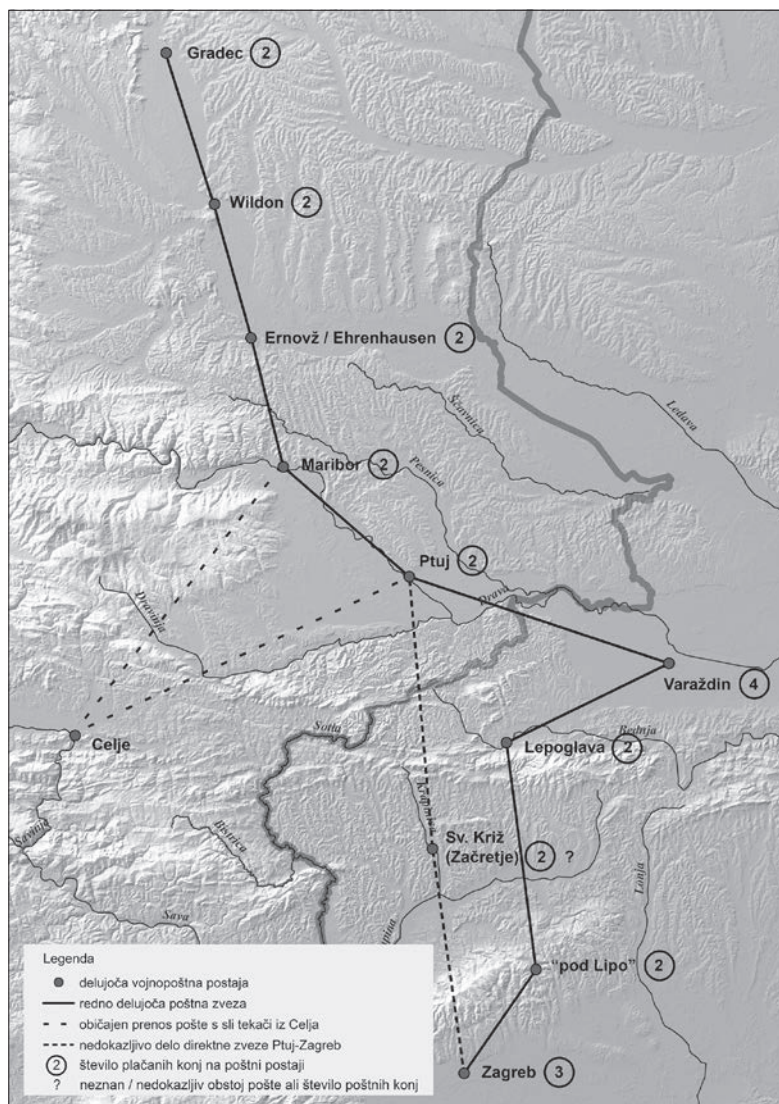 Gradec 2
Wildon 2
Ernovž / Ehrenhausen 2
Ščavnica
Ledava
Maribor 2
Pesnica
Ptuj 2
Drava
Dravinja
Varaždin 4
Celje
Sotla
Bednja
Lepoglava 2
Krapinica
Savinja
Bistrica
Sv. Križ
(Začretje) 2 ?
Lonja
Sava
"pod Lipo" 2
Zagreb 3
Legenda
delujoča vojnopoštna postaja
redno delujoča poštna zveza
običajen prenos pošte s sli tekači iz Celja
nedokazljivo delo direktne zveze Ptuj-Zagreb
2 število plačanih konj na poštni postaji
? neznan / nedokazljiv obstoj pošte ali število poštnih konj